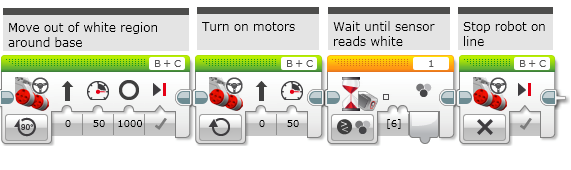 Move out of white region
around base
Turn on motors
Wait until sensor
reads white
Stop robot on
line
B + C
B + C
1
B + C
90°
0
50
1000
0
50
[6]